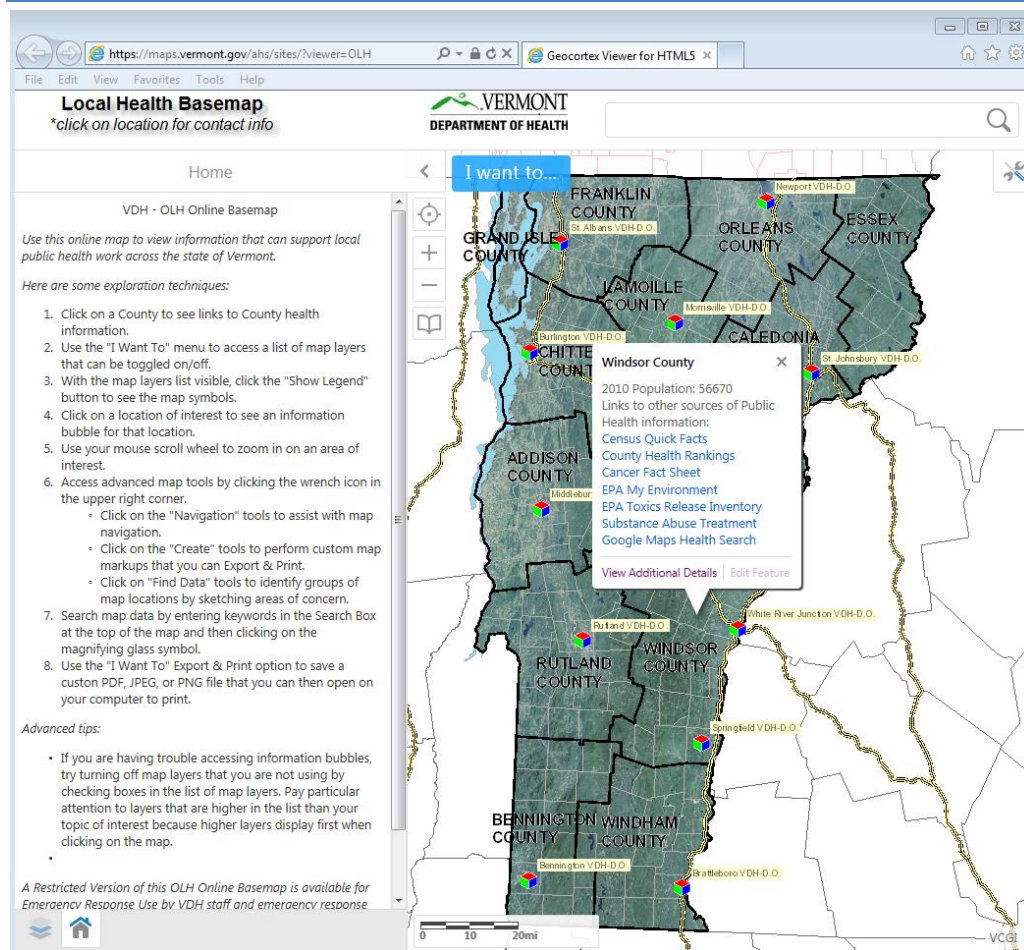 https://maps.vermont.gov/ahs/sites/?viewer=OLH
Geocortex Viewer for HTML5
File Edit View Favorites Tools Help
Local Health Basemap
*click on location for contact info
VERMONT
DEPARTMENT OF HEALTH
Home
I want to...
VDH - OLH Online Basemap
Use this online map to view information that can support local
public health work across the state of Vermont.
Here are some exploration techniques:
1. Click on a County to see links to County health
information.
2. Use the "I Want To" menu to access a list of map layers
that can be toggled on/off.
3. With the map layers list visible, click the "Show Legend"
button to see the map symbols.
4. Click on a location of interest to see an information
bubble for that location.
5. Use your mouse scroll wheel to zoom in on an area of
interest.
6. Access advanced map tools by clicking the wrench icon in
the upper right corner.
◦ Click on the "Navigation" tools to assist with map
navigation.
◦ Click on the "Create" tools to perform custom map
markups that you can Export & Print.
◦ Click on "Find Data" tools to identify groups of
map locations by sketching areas of concern.
7. Search map data by entering keywords in the Search Box
at the top of the map and then clicking on the
magnifying glass symbol.
8. Use the "I Want To" Export & Print option to save a
custon PDF, JPEG, or PNG file that you can then open on
your computer to print.
Advanced tips:
• If you are having trouble accessing information bubbles,
try turning off map layers that you are not using by
checking boxes in the list of map layers. Pay particular
attention to layers that are higher in the list than your
topic of interest because higher layers display first when
clicking on the map.
•
A Restricted Version of this OLH Online Basemap is available for
Emergency Response Use by VDH staff and emergency response
FRANKLIN
COUNTY
St. Albans VDH-D.O.
GRAND ISLE
COUNTY
Newport VDH-D.O.
ORLEANS
COUNTY
ESSEX
COUNTY
LAMOILLE
COUNTY
Morrisville VDH-D.O.
Burlington VDH-D.O.
CHITTE
COUNT
CALEDONIA
St. Johnsbury VDH-D.O.
Windsor County
2010 Population: 56670
Links to other sources of Public
Health information:
Census Quick Facts
County Health Rankings
Cancer Fact Sheet
EPA My Environment
EPA Toxics Release Inventory
Substance Abuse Treatment
Google Maps Health Search
View Additional Details | Edit Feature
ADDISON
COUNTY
Middlebur
White River Junction VDH-D.O.
Rutland VDH-D.O.
RUTLAND
COUNTY
WINDSOR
COUNTY
Springfield VDH-D.O.
BENNINGTON
COUNTY
WINDHAM
COUNTY
Bennington VDH-D.O.
Brattleboro VDH-D.O.
0 10 20mi
VCGI